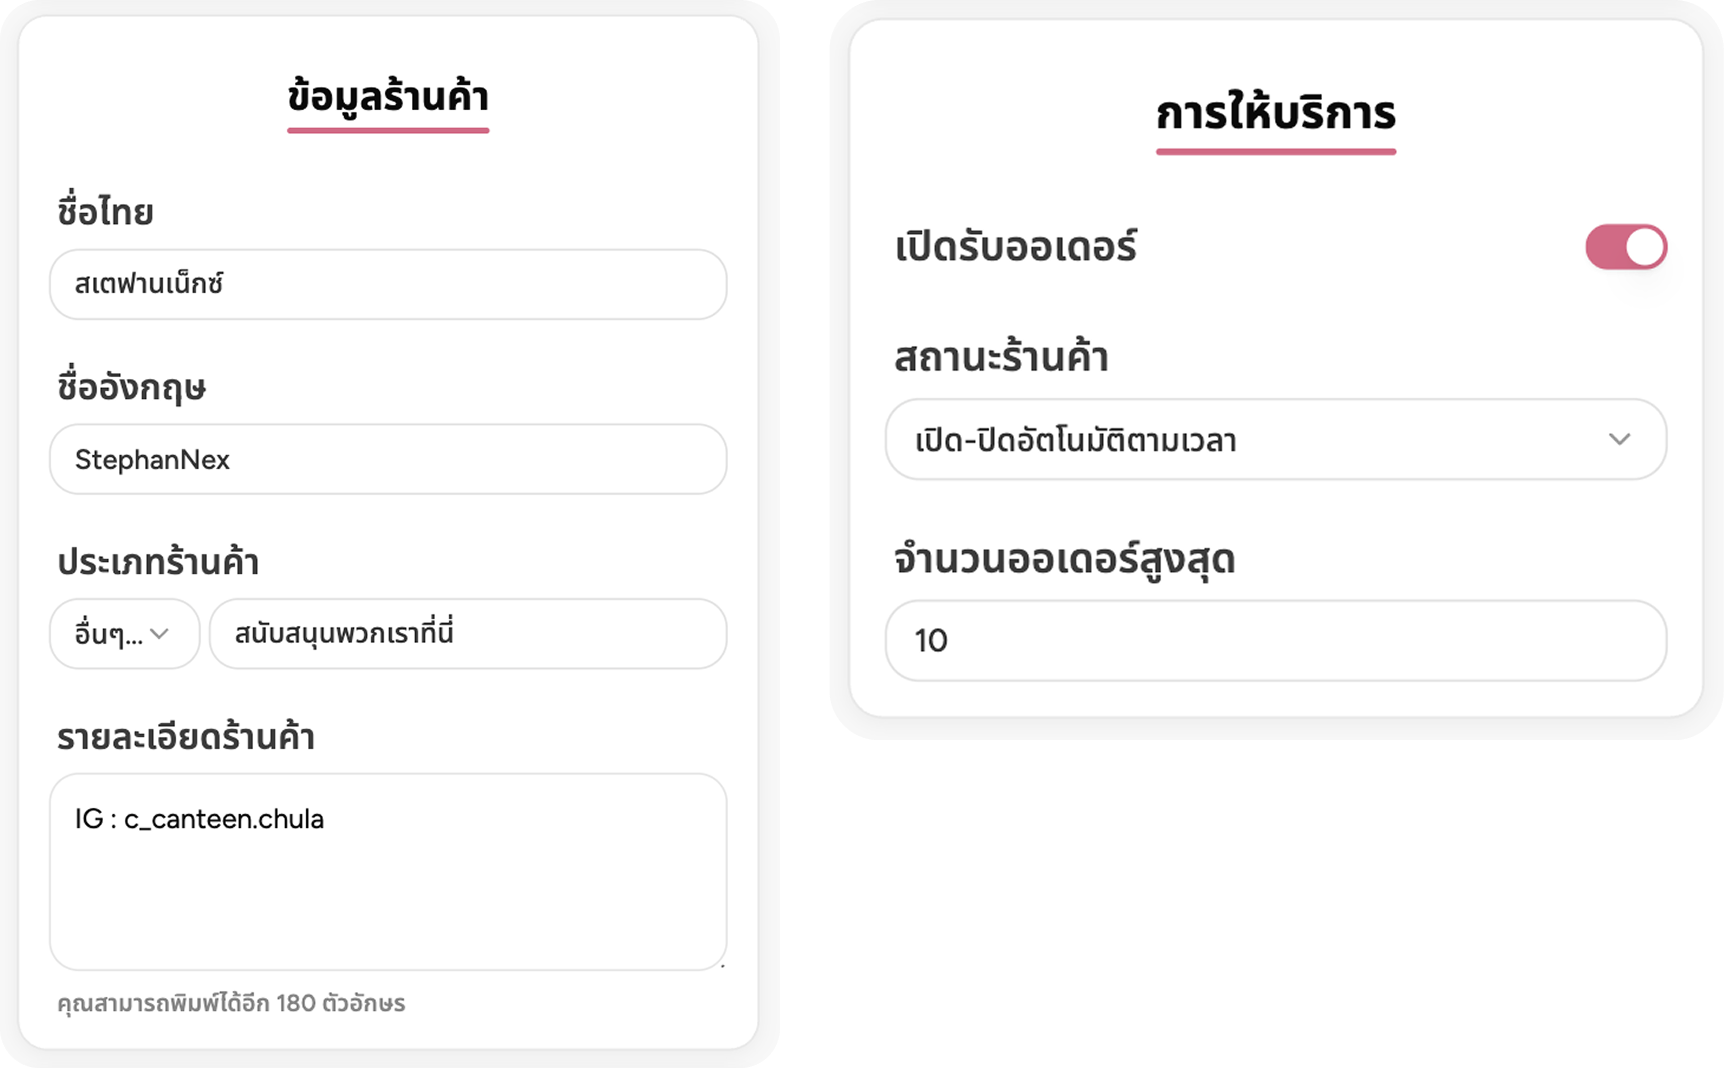 ข้อมูลร้านค้า
ชื่อไทย
สเตฟานเน็กซ์
ชื่ออังกฤษ
StephanNex
ประเภทร้านค้า
อื่นๆ... สนับสนุนพวกเราที่นี่
รายละเอียดร้านค้า
IG : c_canteen.chula
คุณสามารถพิมพ์ได้อีก 180 ตัวอักษร
การให้บริการ
เปิดรับออเดอร์
สถานะร้านค้า
เปิด-ปิดอัตโนมัติตามเวลา
จำนวนออเดอร์สูงสุด
10